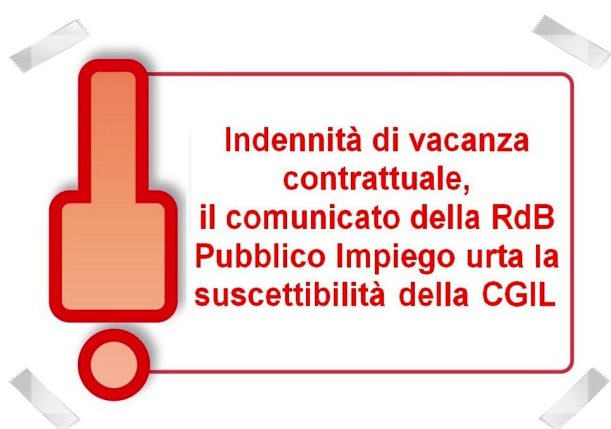 Indennità di vacanza
contrattuale,
il comunicato della RdB
Pubblico Impiego urta la
suscettibilità della CGIL